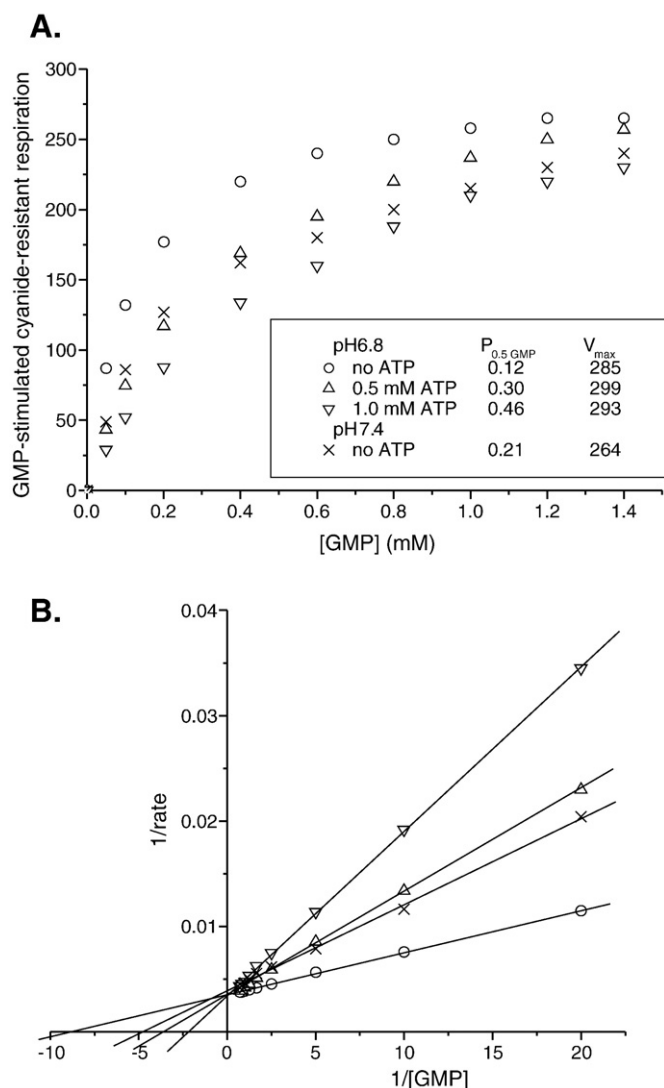 A.
GMP-stimulated cyanide-resistant respiration
300
250
200
150
100
50
0
pH6.8 P0.5 GMP Vmax
○ no ATP 0.12 285
△ 0.5 mM ATP 0.30 299
▽ 1.0 mM ATP 0.46 293
pH7.4
× no ATP 0.21 264
0.0 0.2 0.4 0.6 0.8 1.0 1.2 1.4
[GMP] (mM)
B.
1/rate
0.04
0.03
0.02
0.01
-10 -5 0 5 10 15 20
1/[GMP]